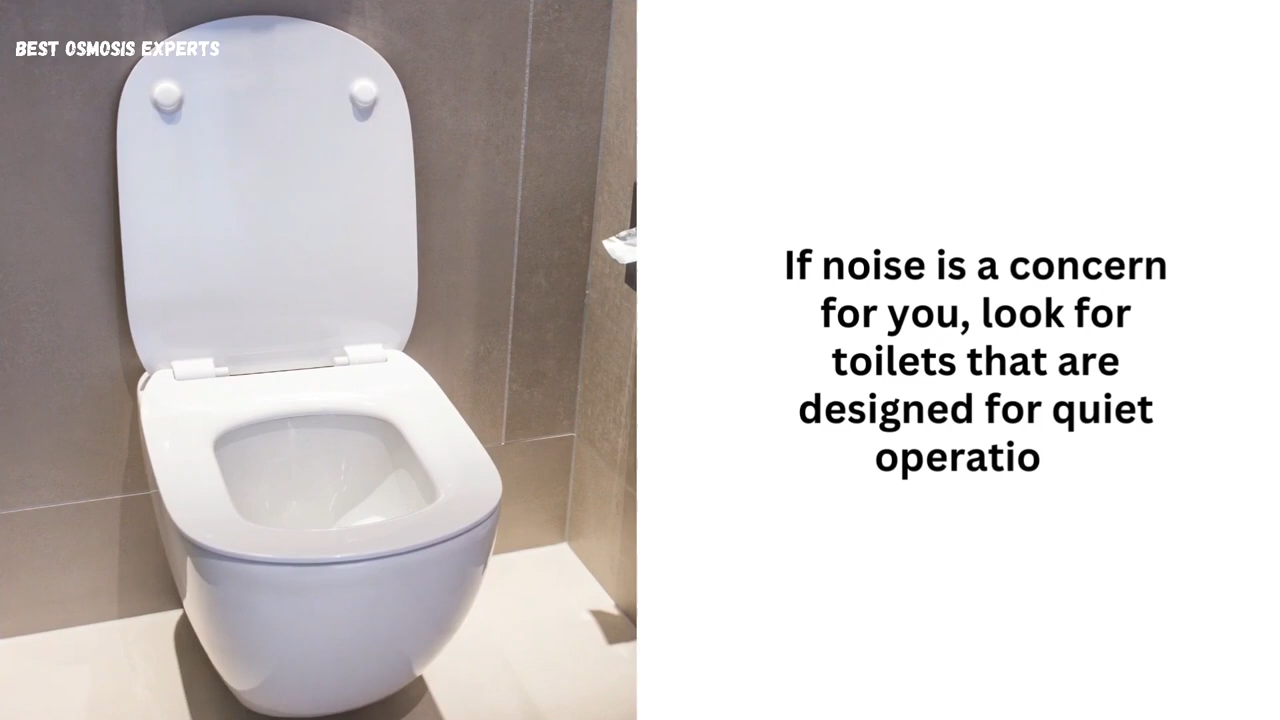 BEST OSMOSIS EXPERTS
If noise is a concern
for you, look for
toilets that are
designed for quiet
operatio